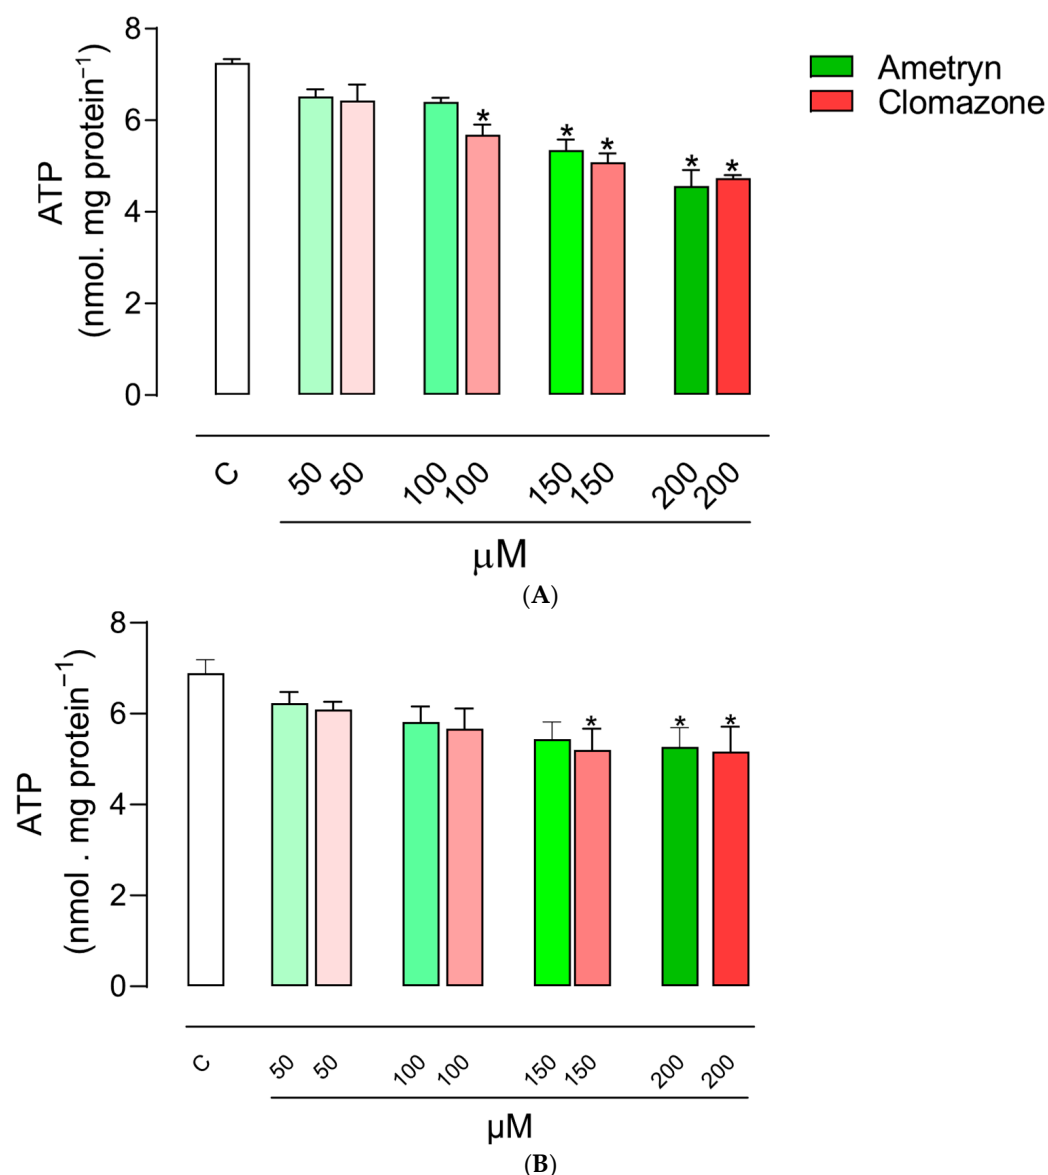 8
6
4
2
0
ATP
(nmol. mg protein⁻¹)
Ametryn
Clomazone
*
* *
* *
C 50 50 100 100 150 150 200 200
μM
(A)
8
6
4
2
0
ATP
(nmol . mg protein⁻¹)
* * *
C 50 50 100 100 150 150 200 200
μM
(B)